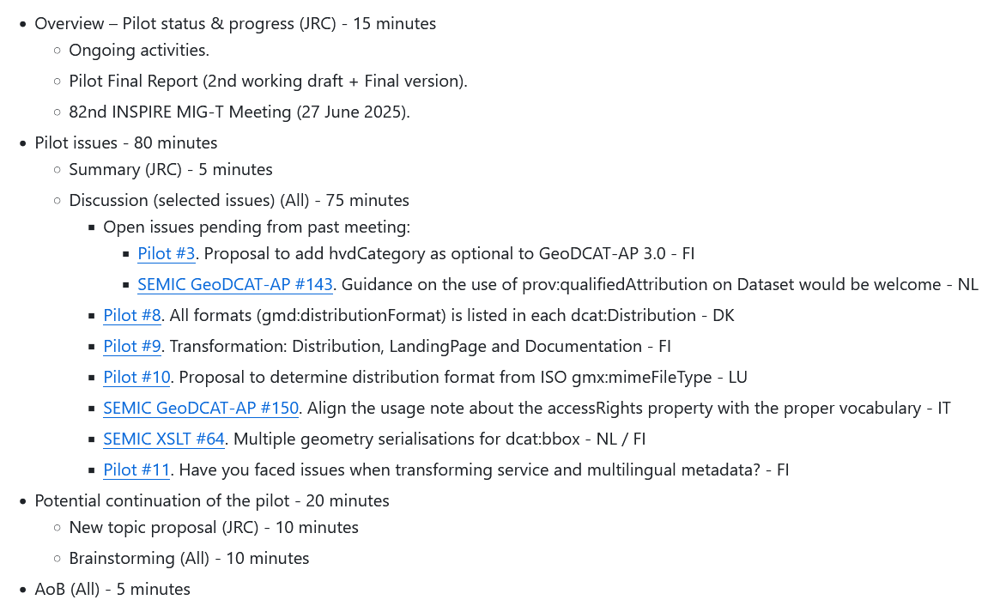 Overview – Pilot status & progress (JRC) - 15 minutes
Ongoing activities.
Pilot Final Report (2nd working draft + Final version).
82nd INSPIRE MIG-T Meeting (27 June 2025).
Pilot issues - 80 minutes
Summary (JRC) - 5 minutes
Discussion (selected issues) (All) - 75 minutes
Open issues pending from past meeting:
Pilot #3. Proposal to add hvdCategory as optional to GeoDCAT-AP 3.0 - FI
SEMIC GeoDCAT-AP #143. Guidance on the use of prov:qualifiedAttribution on Dataset would be welcome - NL
Pilot #8. All formats (gmd:distributionFormat) is listed in each dcat:Distribution - DK
Pilot #9. Transformation: Distribution, LandingPage and Documentation - FI
Pilot #10. Proposal to determine distribution format from ISO gmx:mimeFileType - LU
SEMIC GeoDCAT-AP #150. Align the usage note about the accessRights property with the proper vocabulary - IT
SEMIC XSLT #64. Multiple geometry serialisations for dcat:bbox - NL / FI
Pilot #11. Have you faced issues when transforming service and multilingual metadata? - FI
Potential continuation of the pilot - 20 minutes
New topic proposal (JRC) - 10 minutes
Brainstorming (All) - 10 minutes
AoB (All) - 5 minutes